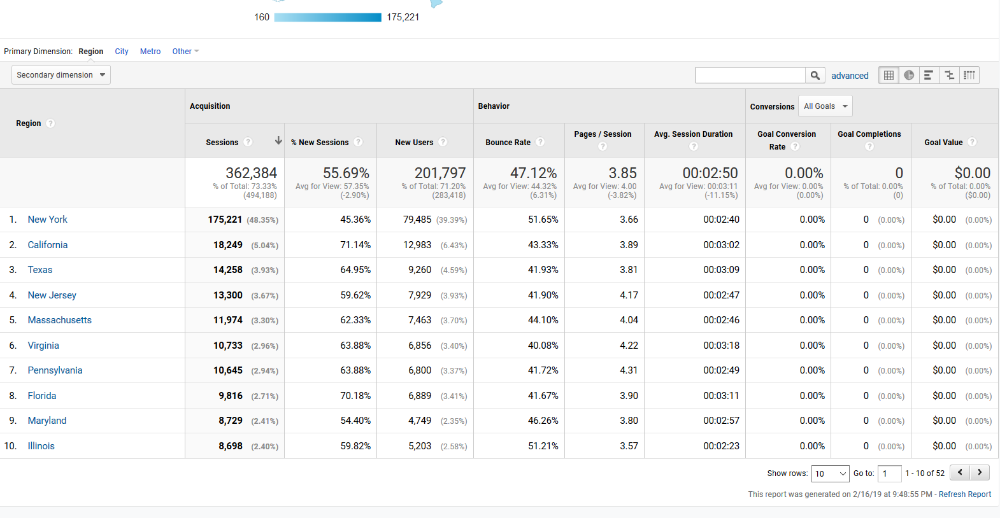 160 175,221
Primary Dimension: Region City Metro Other
Secondary dimension advanced
Region Acquisition Behavior Conversions All Goals
Sessions % New Sessions New Users Bounce Rate Pages / Session Avg. Session Duration Goal Conversion Rate Goal Completions Goal Value
362,384 55.69% 201,797 47.12% 3.85 00:02:50 0.00% 0 $0.00
% of Total: 73.33% Avg for View: 57.35% % of Total: 71.20% Avg for View: 44.32% Avg for View: 4.00 Avg for View: 00:03:11 Avg for View: 0.00% % of Total: 0.00% % of Total: 0.00%
(494,188) (-2.90%) (283,418) (6.31%) (-3.82%) (-11.15%) (0.00%) (0) ($0.00)
1. New York 175,221 (48.35%) 45.36% 79,485 (39.39%) 51.65% 3.66 00:02:40 0.00% 0 (0.00%) $0.00 (0.00%)
2. California 18,249 (5.04%) 71.14% 12,983 (6.43%) 43.33% 3.89 00:03:02 0.00% 0 (0.00%) $0.00 (0.00%)
3. Texas 14,258 (3.93%) 64.95% 9,260 (4.59%) 41.93% 3.81 00:03:09 0.00% 0 (0.00%) $0.00 (0.00%)
4. New Jersey 13,300 (3.67%) 59.62% 7,929 (3.93%) 41.90% 4.17 00:02:47 0.00% 0 (0.00%) $0.00 (0.00%)
5. Massachusetts 11,974 (3.30%) 62.33% 7,463 (3.70%) 44.10% 4.04 00:02:46 0.00% 0 (0.00%) $0.00 (0.00%)
6. Virginia 10,733 (2.96%) 63.88% 6,856 (3.40%) 40.08% 4.22 00:03:18 0.00% 0 (0.00%) $0.00 (0.00%)
7. Pennsylvania 10,645 (2.94%) 63.88% 6,800 (3.37%) 41.72% 4.31 00:02:49 0.00% 0 (0.00%) $0.00 (0.00%)
8. Florida 9,816 (2.71%) 70.18% 6,889 (3.41%) 41.67% 3.90 00:03:11 0.00% 0 (0.00%) $0.00 (0.00%)
9. Maryland 8,729 (2.41%) 54.40% 4,749 (2.35%) 46.26% 3.80 00:02:57 0.00% 0 (0.00%) $0.00 (0.00%)
10. Illinois 8,698 (2.40%) 59.82% 5,203 (2.58%) 51.21% 3.57 00:02:23 0.00% 0 (0.00%) $0.00 (0.00%)
Show rows: 10 Go to: 1 1 - 10 of 52
This report was generated on 2/16/19 at 9:48:55 PM - Refresh Report